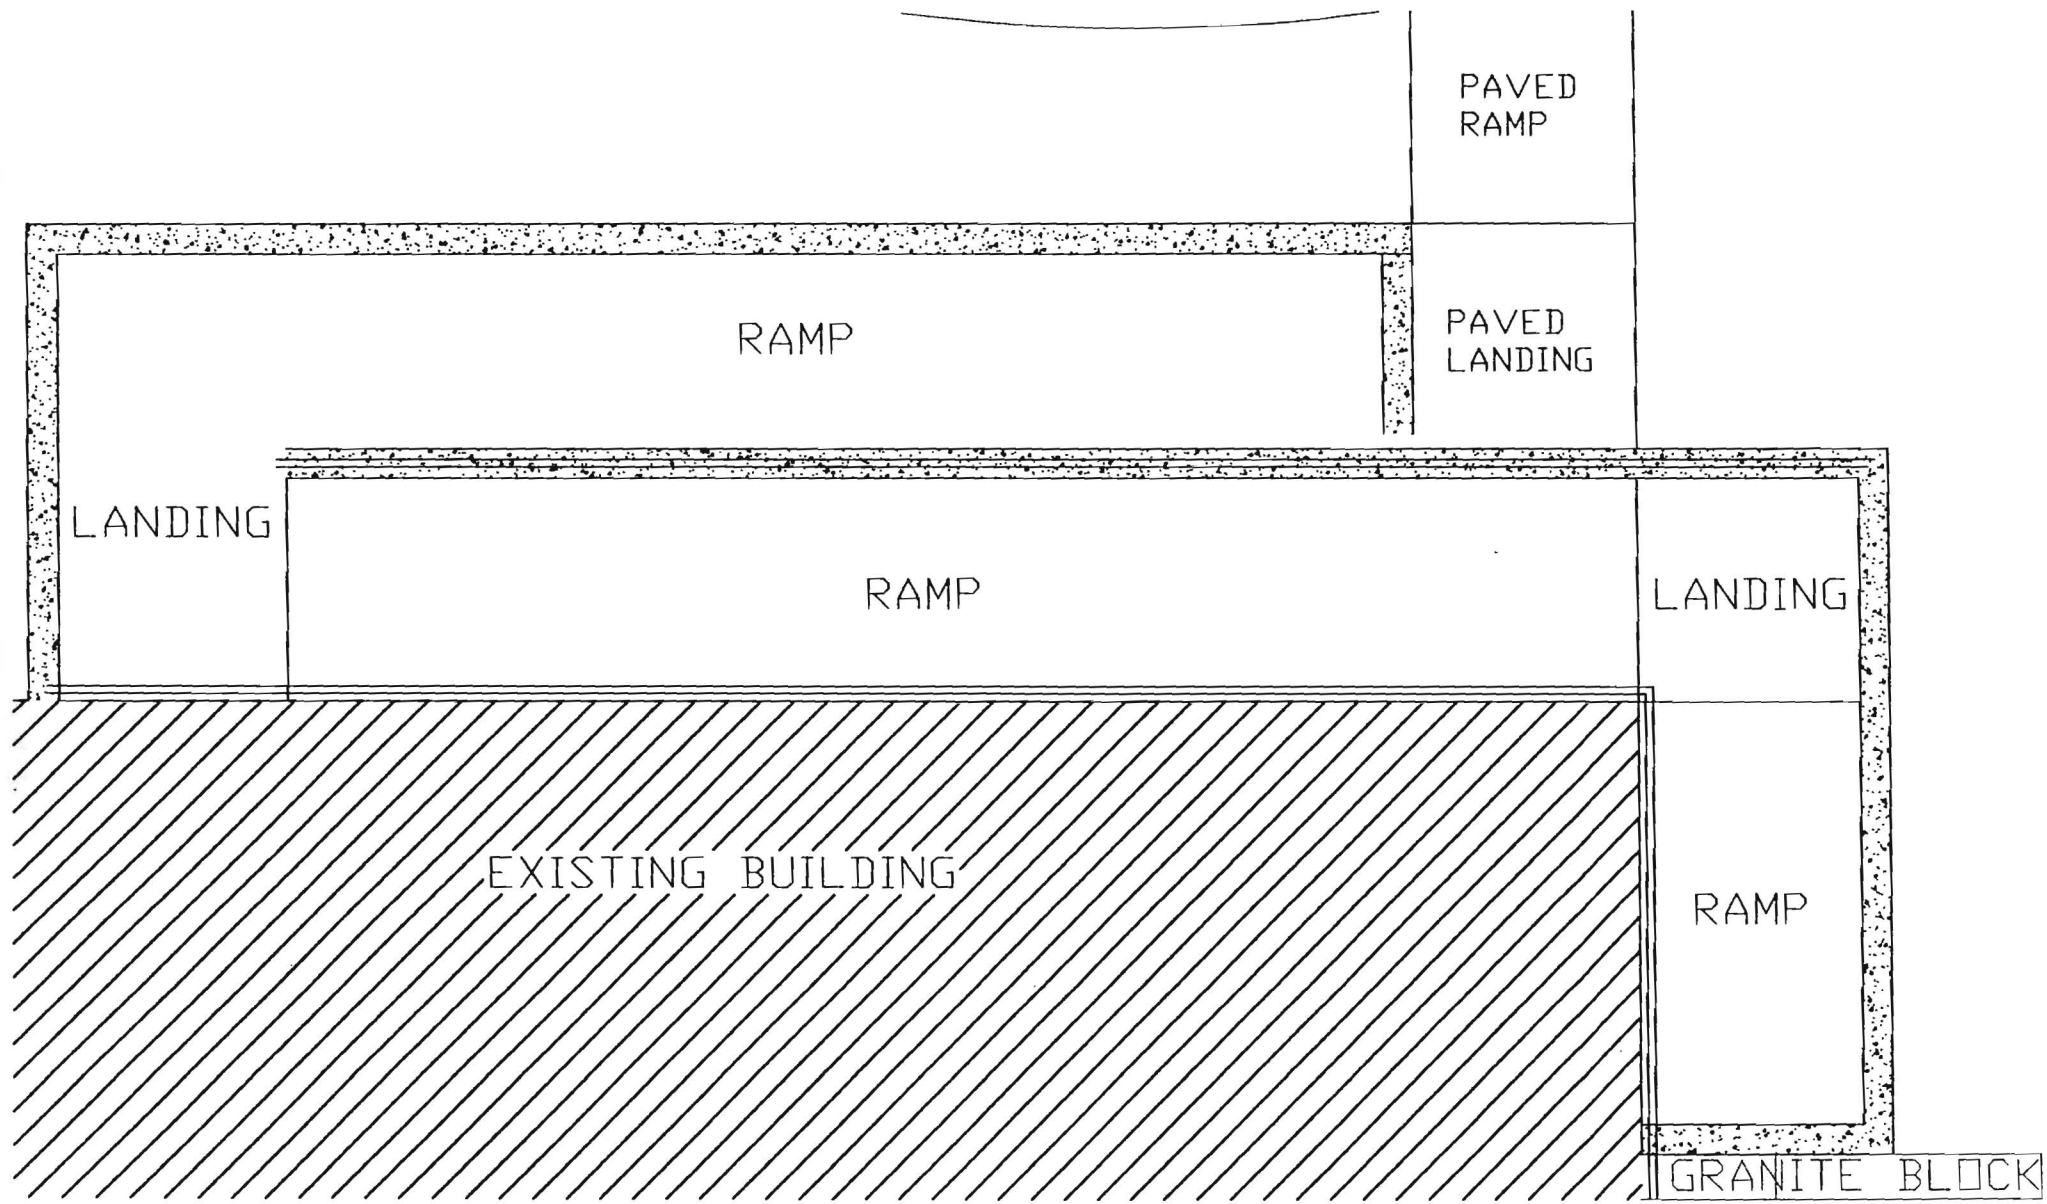 PAVED
RAMP
RAMP
PAVED
LANDING
LANDING
RAMP
LANDING
EXISTING BUILDING
RAMP
GRANITE BLOCK